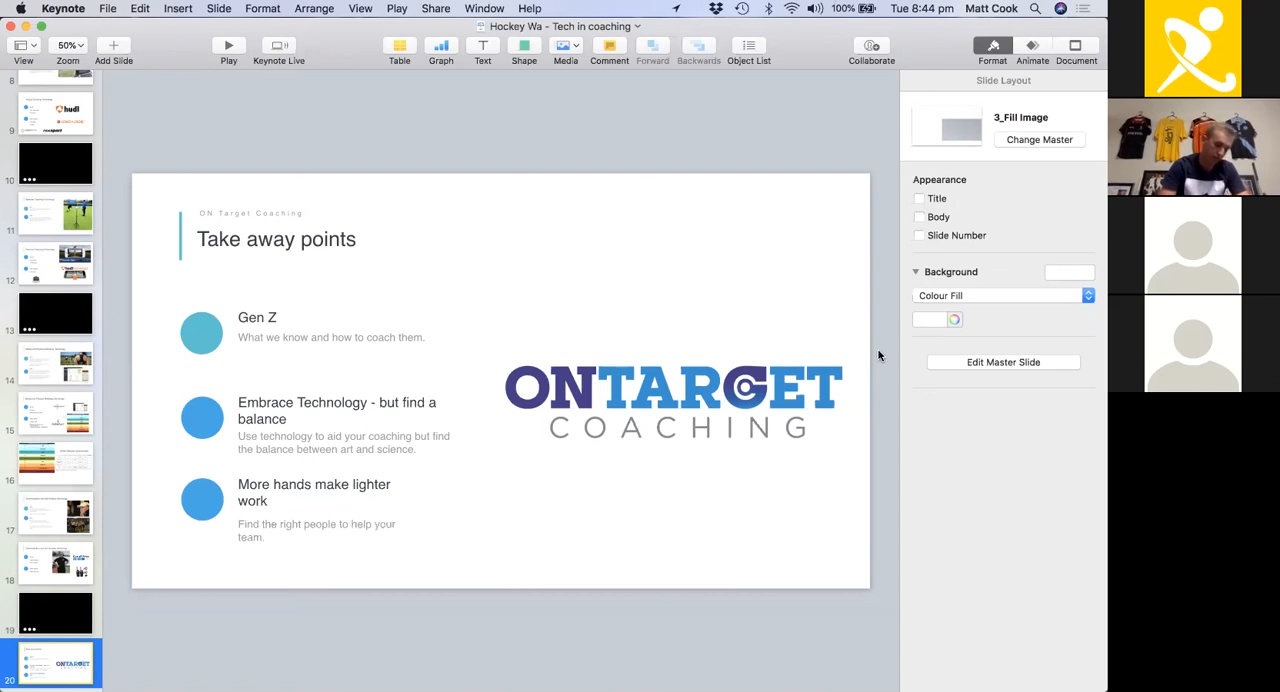 Keynote File Edit Insert Slide Format Arrange View Play Share Window Help 100% Tue 8:44 pm Matt Cook
Hockey Wa - Tech in coaching
50%
View Zoom Add Slide Play Keynote Live Table Graph Text Shape Media Comment Forward Backwards Object List Collaborate Format Animate Document
Slide Layout
3_Fill Image
Change Master
Appearance
Title
Body
Slide Number
Background
Colour Fill
Edit Master Slide
8
9
hudl
10
11
12
13
14
15
16
17
18
19
20
ONTARGET
ON Target Coaching
Take away points
Gen Z
What we know and how to coach them.
Embrace Technology - but find a
balance
Use technology to aid your coaching but find
the balance between art and science.
More hands make lighter
work
Find the right people to help your
team.
ONTARGET
COACHING